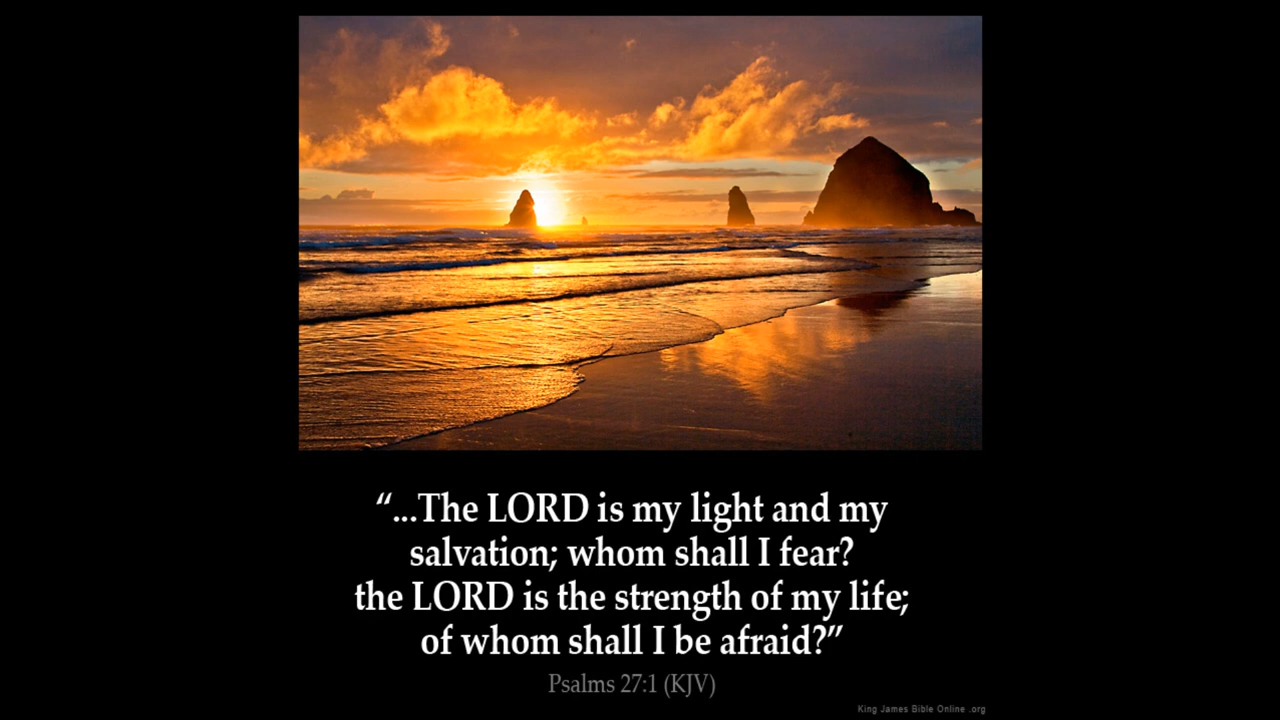 “...The LORD is my light and my
salvation; whom shall I fear?
the LORD is the strength of my life;
of whom shall I be afraid?”
Psalms 27:1 (KJV)
King James Bible Online .org